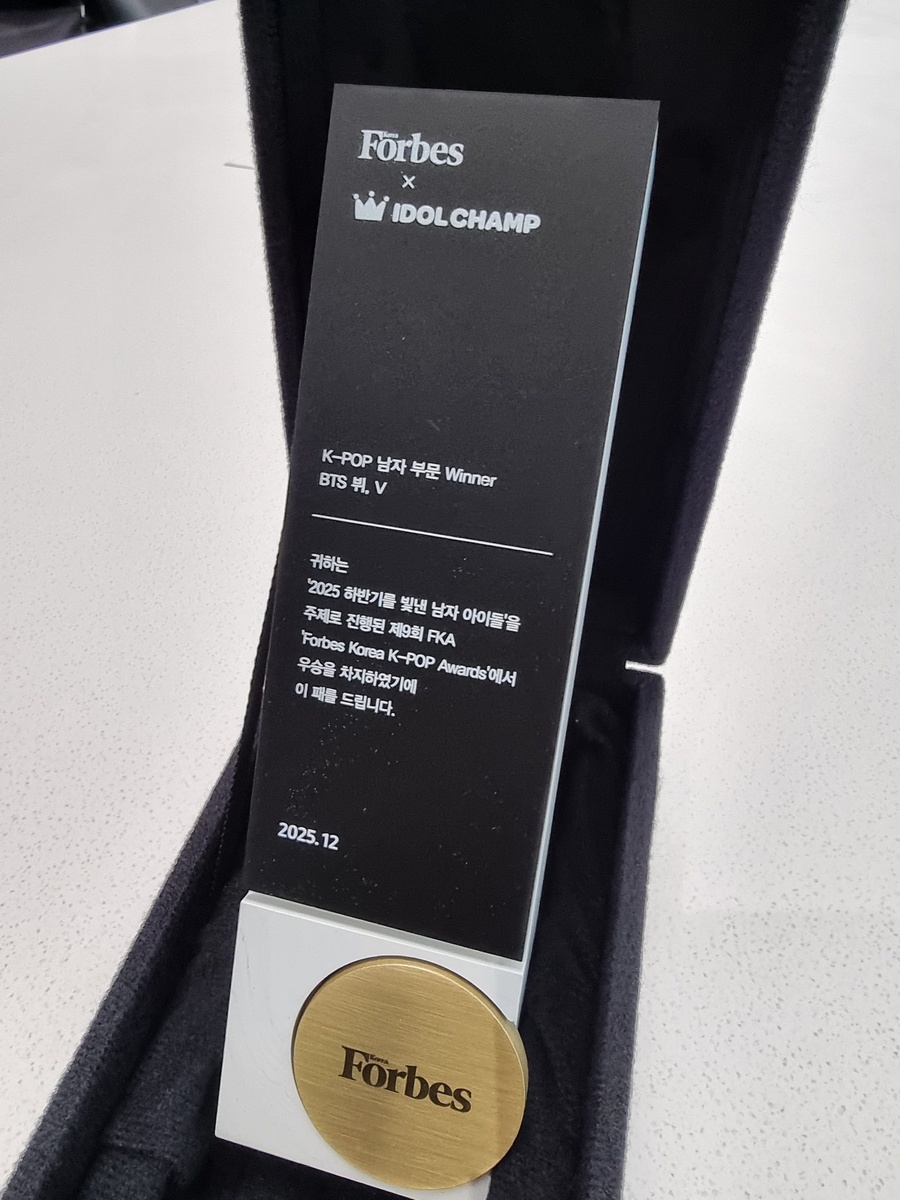 Korea
Forbes
×
IDOLCHAMP
K-POP 남자 부문 Winner
BTS 뷔, V
귀하는
'2025 하반기를 빛낸 남자 아이돌'을
주제로 진행된 제9회 FKA
'Forbes Korea K-POP Awards'에서
우승을 차지하였기에
이 패를 드립니다.
2025.12
Korea
Forbes